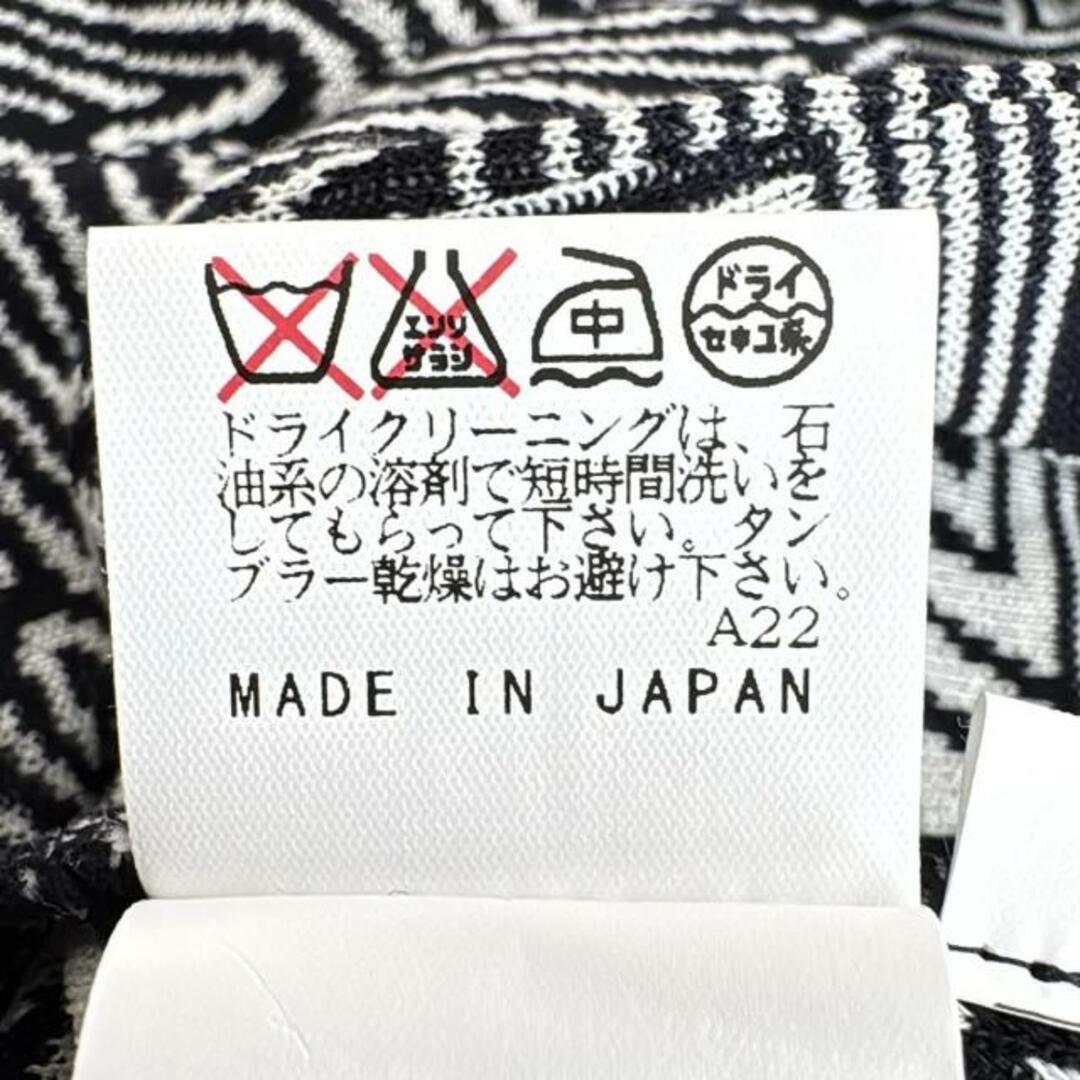 エンソ
サラシ
中
ドライ
セキユ系
ドライクリーニングは、石
油系の溶剤で短時間洗いを
してもらって下さい。タン
ブラー乾燥はお避け下さい。
A22
MADE IN JAPAN